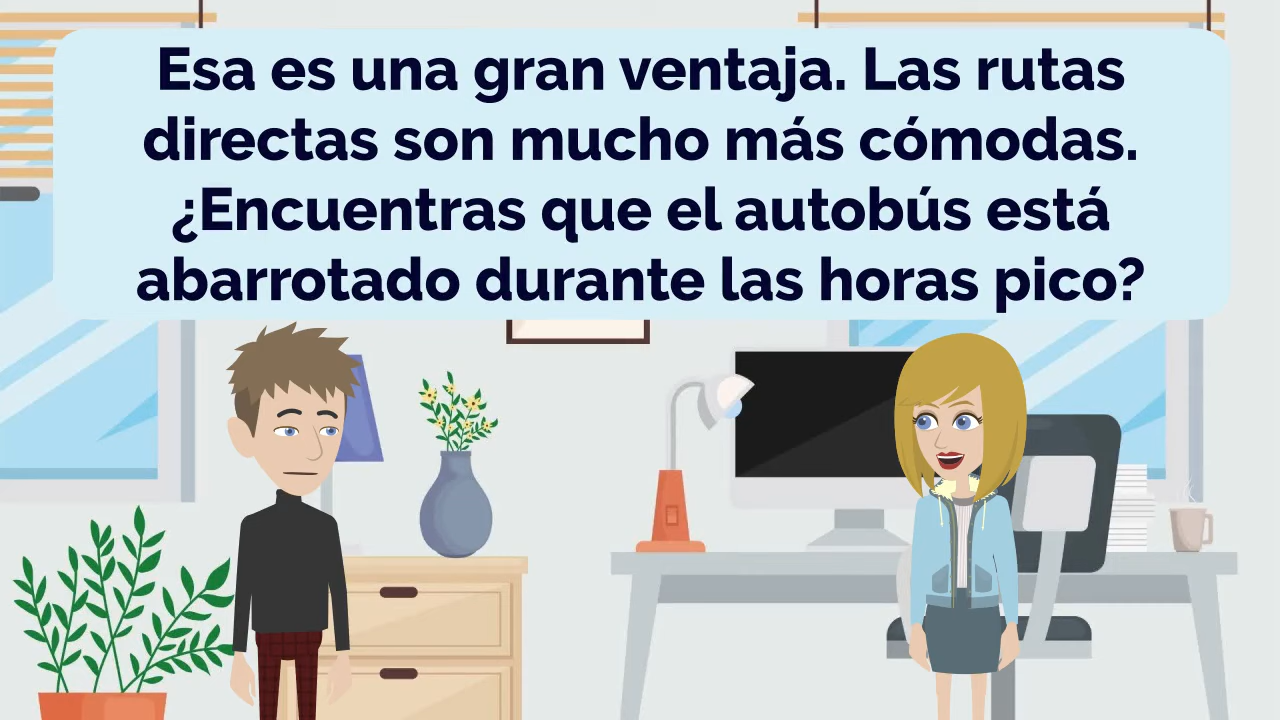 Esa es una gran ventaja. Las rutas
directas son mucho más cómodas.
¿Encuentras que el autobús está
abarrotado durante las horas pico?